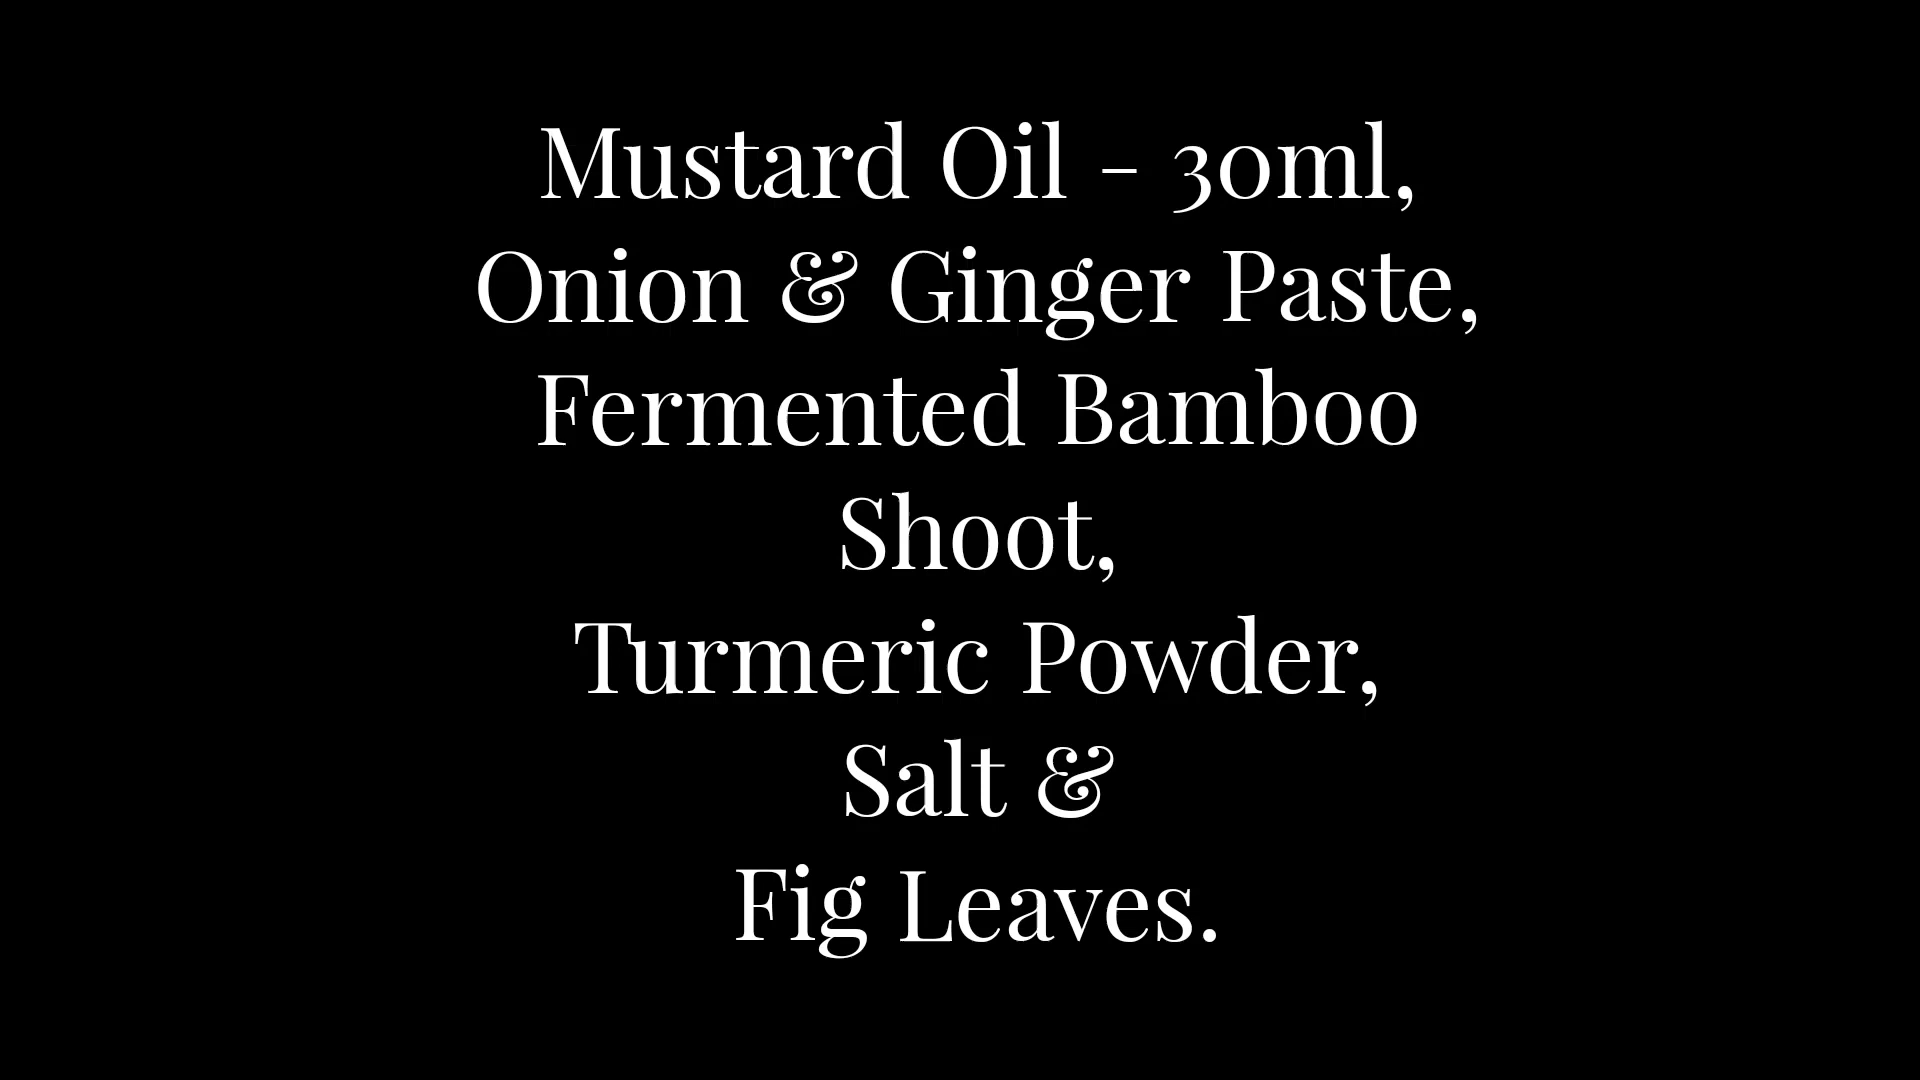 Mustard Oil - 30ml,
Onion & Ginger Paste,
Fermented Bamboo
Shoot,
Turmeric Powder,
Salt &
Fig Leaves.